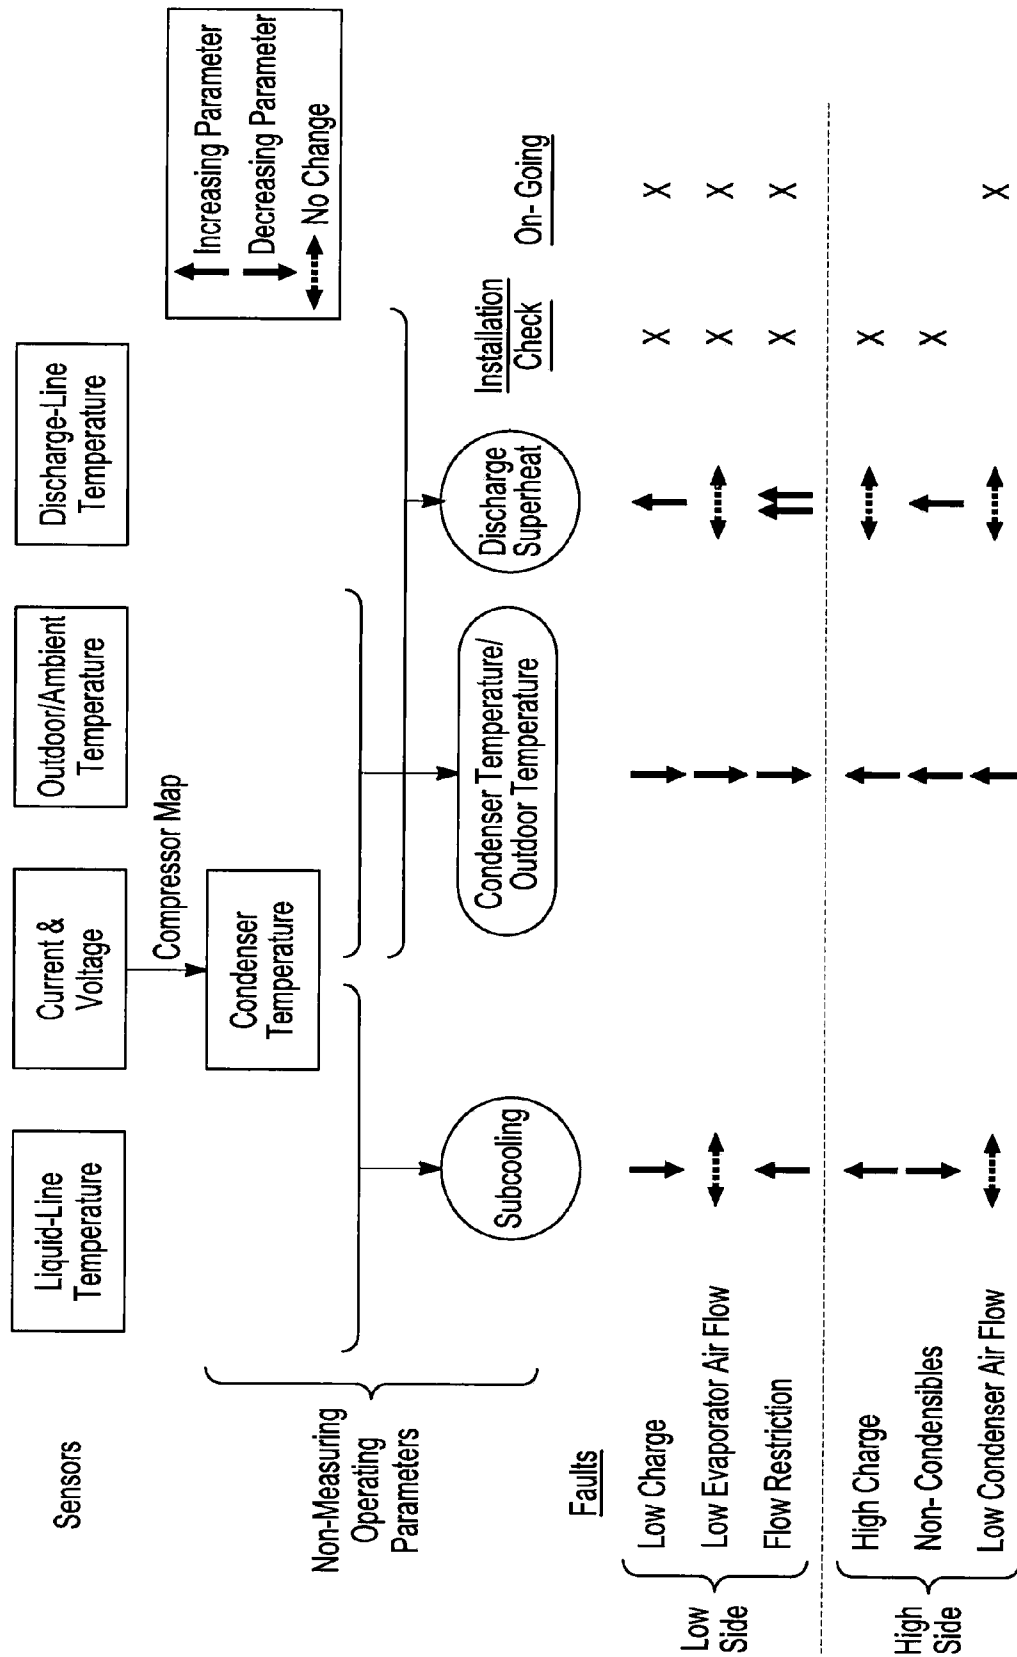 Sensors
Liquid-Line
Temperature
Current &
Voltage
Outdoor/Ambient
Temperature
Discharge-Line
Temperature
Compressor Map
Condenser
Temperature
Increasing Parameter
Decreasing Parameter
No Change
Non-Measuring
Operating
Parameters
Subcooling
Condenser Temperature/
Outdoor Temperature
Discharge
Superheat
Installation
Check
On- Going
Faults
Low
Side
Low Charge
X
X
Low Evaporator Air Flow
X
X
Flow Restriction
X
X
High
Side
High Charge
X
Non- Condensibles
X
Low Condenser Air Flow
X